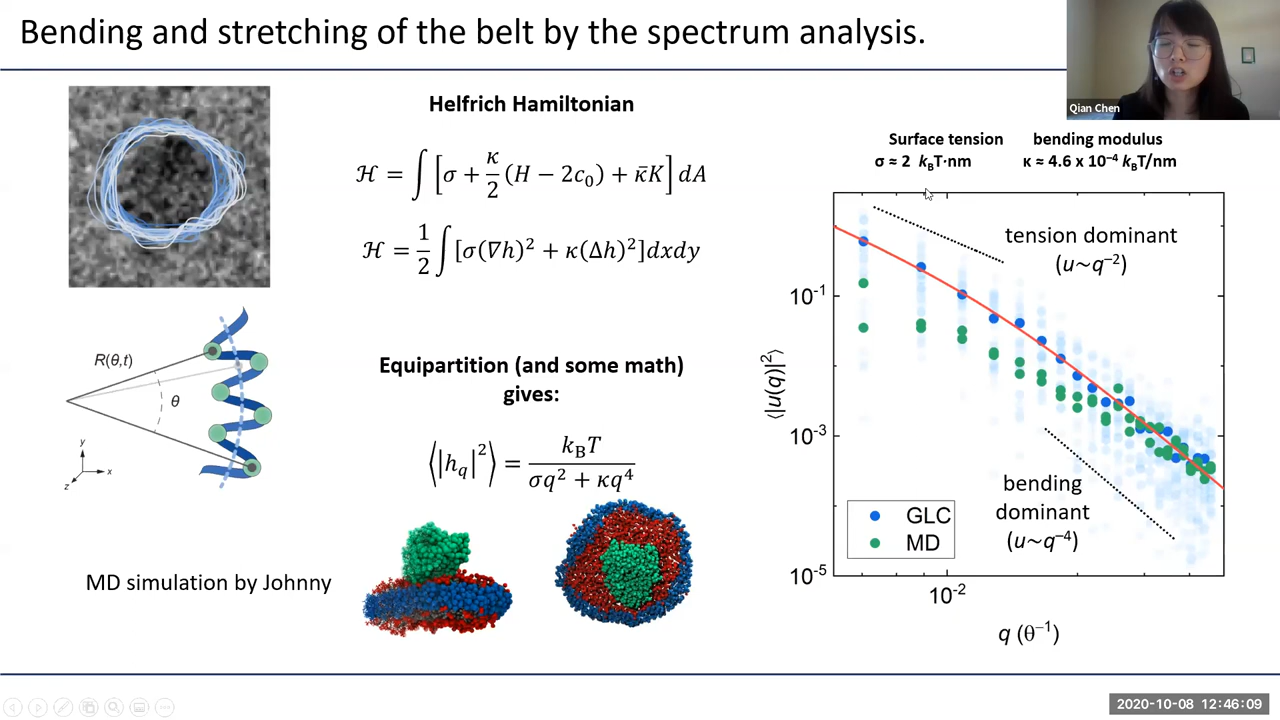 Bending and stretching of the belt by the spectrum analysis.
Qian Chen
Helfrich Hamiltonian
ℋ = ∫ [σ + κ/2 (H − 2c₀) + κ̄K] dA
ℋ = 1/2 ∫ [σ(∇h)² + κ(Δh)²]dxdy
R(θ,t)
θ
y
x
z
Equipartition (and some math)
gives:
⟨|h_q|²⟩ = k_BT / (σq² + κq⁴)
MD simulation by Johnny
Surface tension
σ ≈ 2 k_BT·nm
bending modulus
κ ≈ 4.6 x 10⁻⁴ k_BT/nm
tension dominant
(u~q⁻²)
10⁻¹
10⁻³
10⁻⁵
⟨|u(q)|²⟩
bending
dominant
(u~q⁻⁴)
GLC
MD
10⁻²
q (θ⁻¹)
2020-10-08 12:46:09